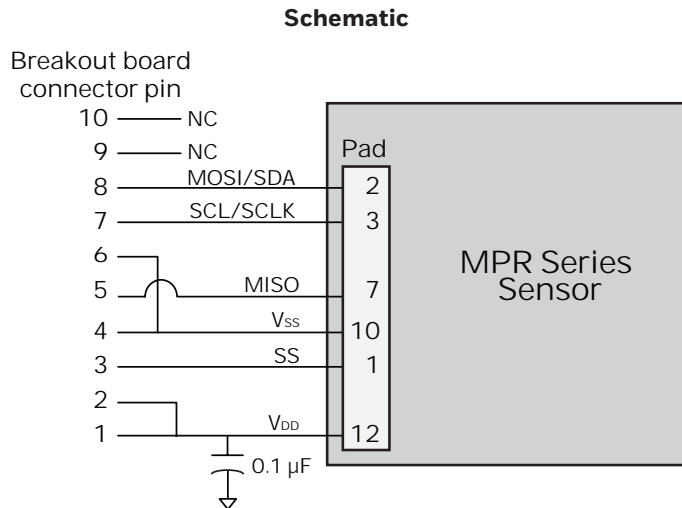 Schematic
Breakout board
connector pin
10 NC
9 NC
Pad
8 MOSI/SDA 2
7 SCL/SCLK 3
6
MPR Series
Sensor
5 MISO 7
4 VSS 10
3 SS 1
2
1 VDD 12
0.1 µF